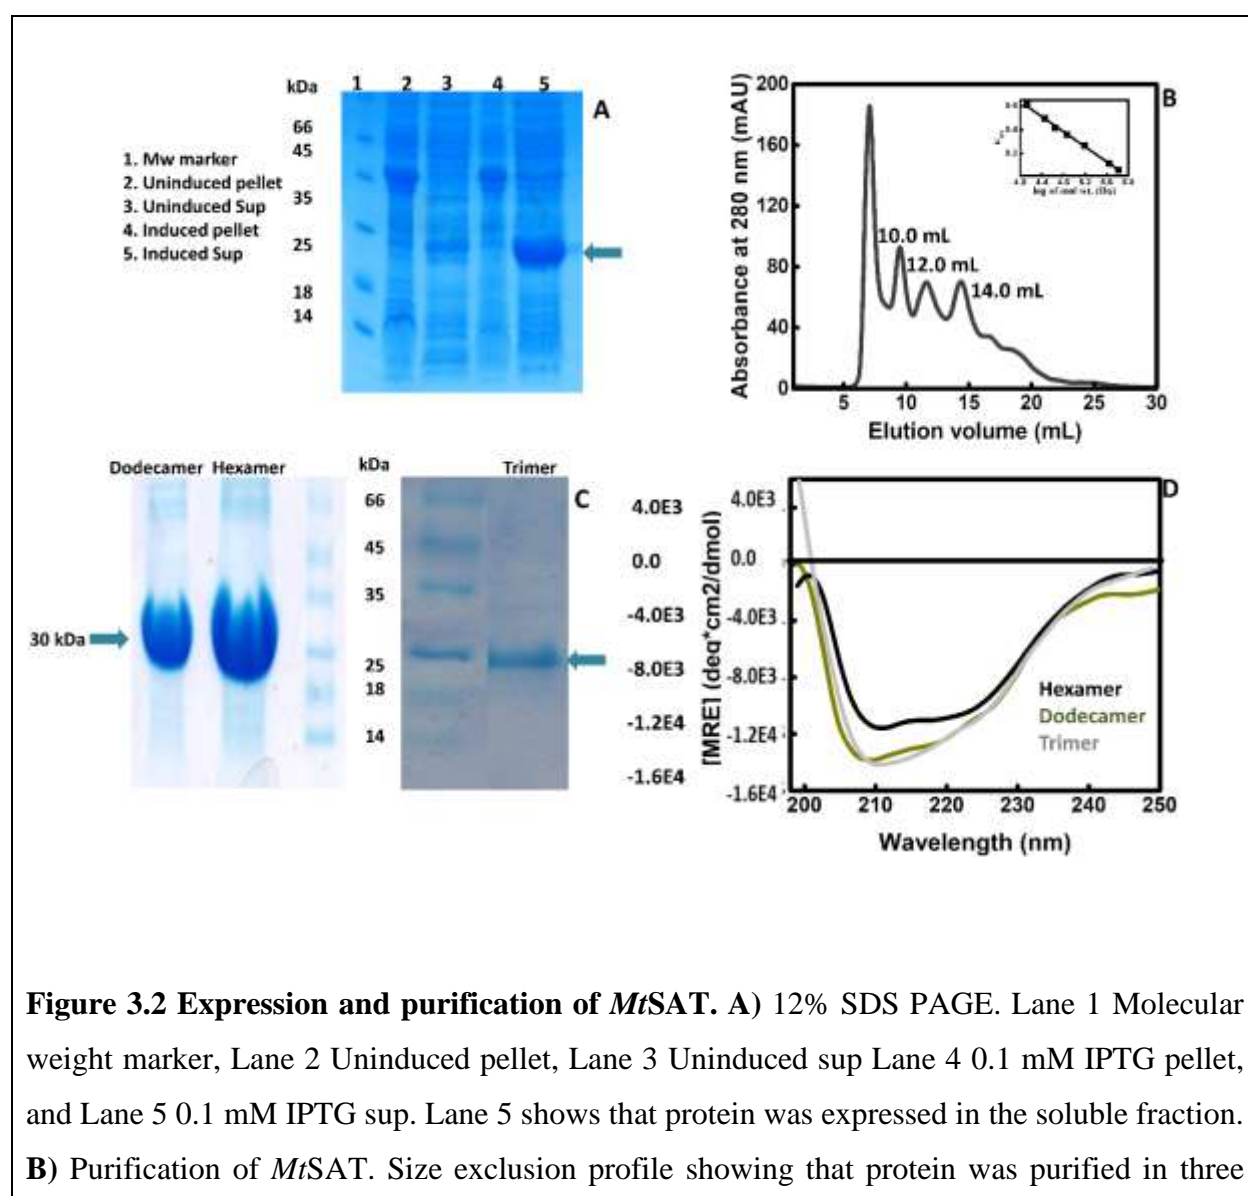 kDa 1 2 3 4 5
A
66
45
35
25
18
14
1. Mw marker
2. Uninduced pellet
3. Uninduced Sup
4. Induced pellet
5. Induced Sup
B
Absorbance at 280 nm (mAU)
200
160
120
80
40
0
10.0 mL
12.0 mL
14.0 mL
log of mol wt. (Da)
5 10 15 20 25 30
Elution volume (mL)
Dodecamer Hexamer kDa Trimer
C
66
45
35
25
18
14
30 kDa
4.0E3
0.0
-4.0E3
-8.0E3
-1.2E4
-1.6E4
D
[MRE] (deq*cm2/dmol)
4.0E3
0.0
-4.0E3
-8.0E3
-1.2E4
-1.6E4
Hexamer
Dodecamer
Trimer
200 210 220 230 240 250
Wavelength (nm)
Figure 3.2 Expression and purification of MtSAT. A) 12% SDS PAGE. Lane 1 Molecular
weight marker, Lane 2 Uninduced pellet, Lane 3 Uninduced sup Lane 4 0.1 mM IPTG pellet,
and Lane 5 0.1 mM IPTG sup. Lane 5 shows that protein was expressed in the soluble fraction.
B) Purification of MtSAT. Size exclusion profile showing that protein was purified in three